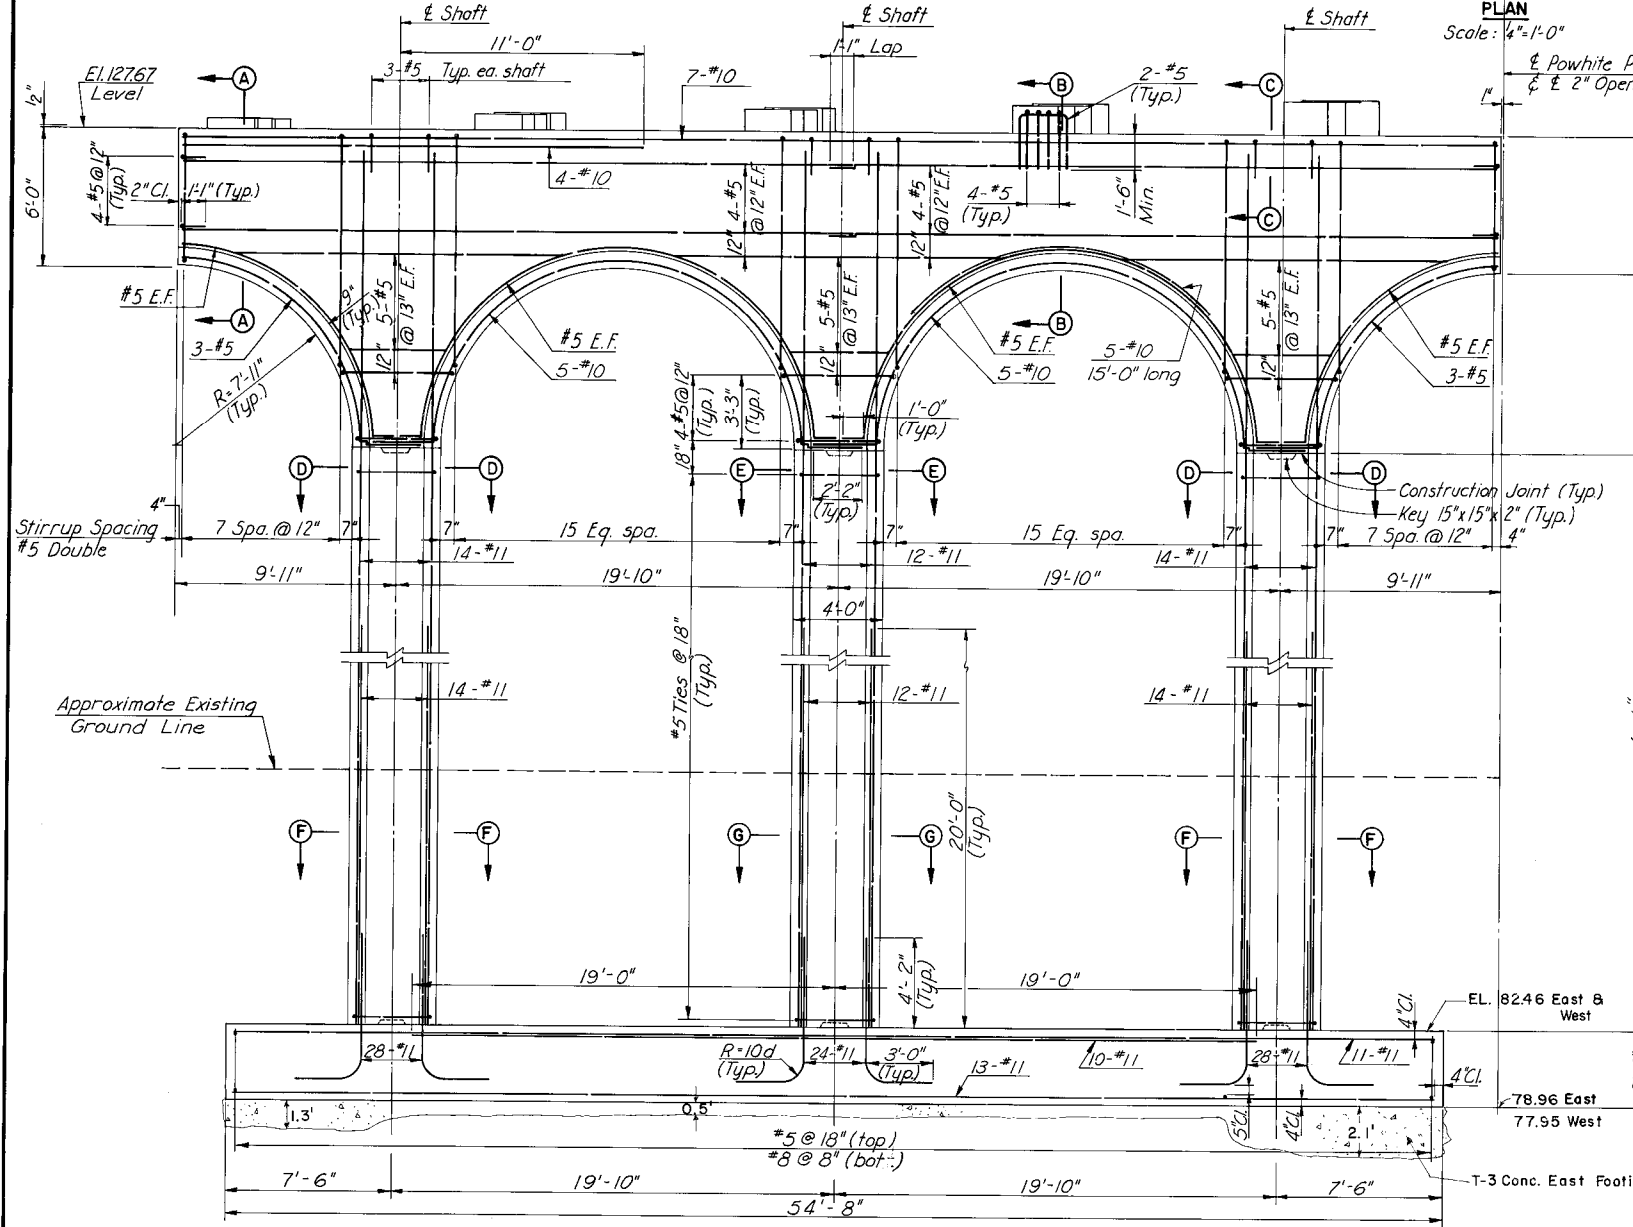 ₵ Shaft
₵ Shaft
₵ Shaft
PLAN
Scale: ¼"=1'-0"
11'-0"
1'-1" Lap
3-#5 Typ. ea. shaft
7-#10
2-#5
(Typ.)
₵ Powhite P
₵ E 2" Oper
El.127.67
Level
A
B
C
½"
1"
6'-0"
4-#5@12"
(Typ.)
2"Cl.
1'-1" (Typ.)
4-#10
12" 4-#5
@12"E.F.
12" 4-#5
@12"E.F.
4-#5
(Typ.)
1'-6"
Min.
C
#5 E.F.
A
9"
(Typ.)
12" 5-#5
@ 13" E.F.
12" 5-#5
@13" E.F.
B
12" 5-#5
@ 13" E.F.
3-#5
#5 E.F.
5-#10
#5 E.F.
5-#10
5-#10
15'-0" long
#5 E.F.
3-#5
R=7'-11"
(Typ.)
18" 4-#5@12"
(Typ.)
3'-3"
(Typ.)
1'-0"
(Typ.)
D
D
E
E
D
D
2'-2"
(Typ.)
Construction Joint (Typ.)
Key 15"x15"x 2" (Typ.)
4"
Stirrup Spacing
#5 Double
7 Spa. @ 12"
7"
7"
15 Eq. spa.
7"
7"
15 Eq. spa.
7"
7"
7 Spa. @ 12"
4"
14-#11
12-#11
14-#11
9'-11"
19'-10"
19'-10"
9'-11"
4'-0"
#5 Ties @ 18"
(Typ.)
14-#11
12-#11
14-#11
Approximate Existing
Ground Line
F
F
G
G
F
F
20'-0"
(Typ.)
19'-0"
4'-2"
(Typ.)
19'-0"
EL. 82.46 East &
West
4"Cl.
28-#11
R=10d
(Typ.)
24-#11
3'-0"
(Typ.)
10-#11
28-#11
11-#11
13-#11
4"Cl.
1.3'
0.5'
5"Cl.
4"Cl.
2.1'
78.96 East
77.95 West
#5 @ 18" (top)
#8 @ 8" (bot.)
T-3 Conc. East Footi
7'-6"
19'-10"
19'-10"
7'-6"
54'-8"